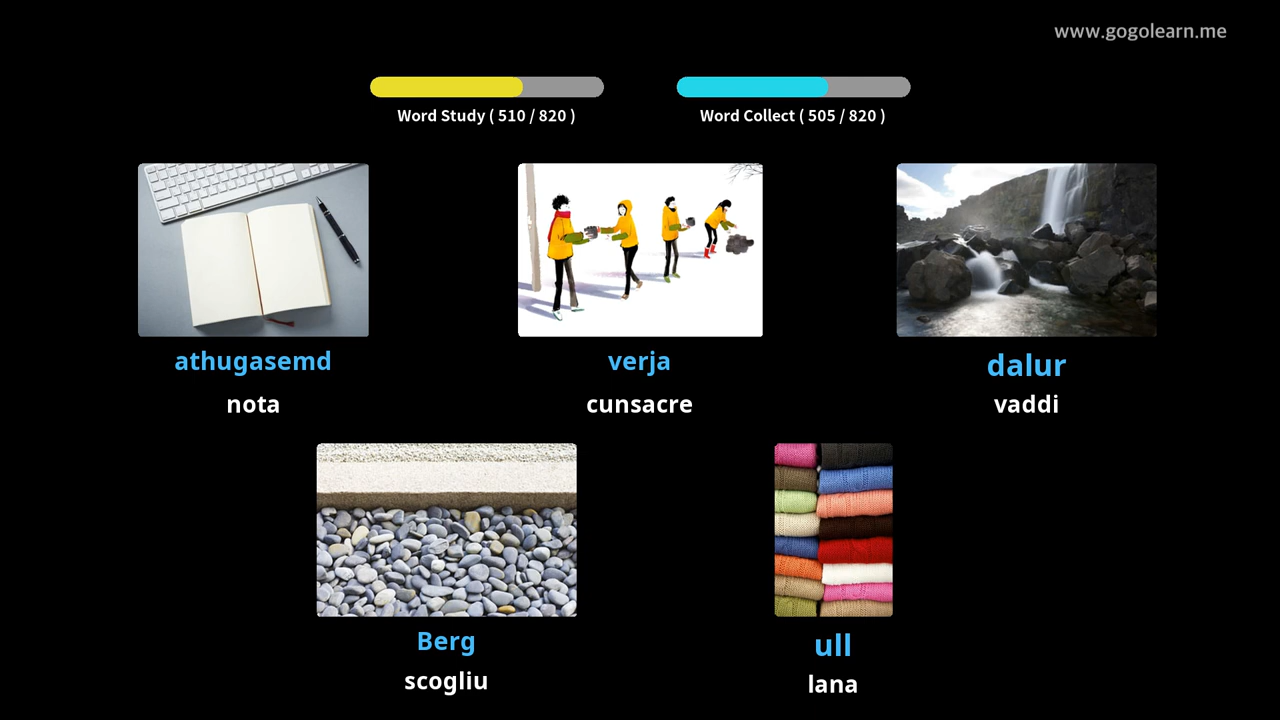 www.gogolearn.me
Word Study ( 510 / 820 )
Word Collect ( 505 / 820 )
athugasemd
nota
verja
cunsacre
dalur
vaddi
Berg
scogliu
ull
lana